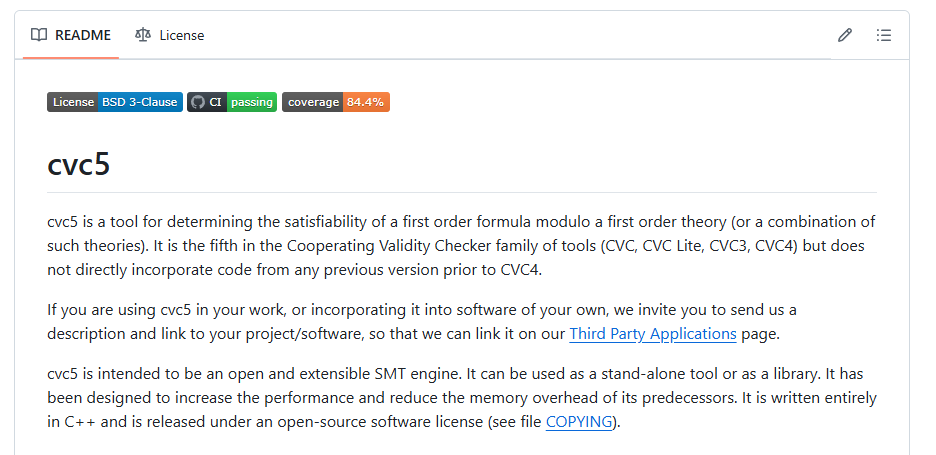 README License
License BSD 3-Clause CI passing coverage 84.4%
cvc5
cvc5 is a tool for determining the satisfiability of a first order formula modulo a first order theory (or a combination of
such theories). It is the fifth in the Cooperating Validity Checker family of tools (CVC, CVC Lite, CVC3, CVC4) but does
not directly incorporate code from any previous version prior to CVC4.
If you are using cvc5 in your work, or incorporating it into software of your own, we invite you to send us a
description and link to your project/software, so that we can link it on our Third Party Applications page.
cvc5 is intended to be an open and extensible SMT engine. It can be used as a stand-alone tool or as a library. It has
been designed to increase the performance and reduce the memory overhead of its predecessors. It is written entirely
in C++ and is released under an open-source software license (see file COPYING).